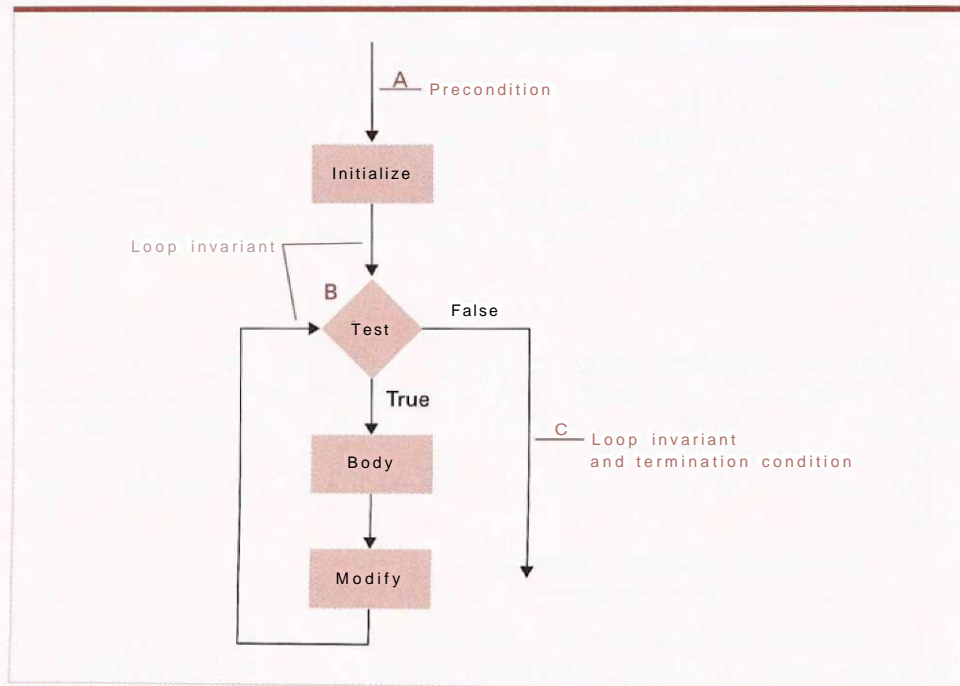 A
Precondition
Initialize
Loop invariant
B
Test
False
True
C
Loop invariant
and termination condition
Body
Modify